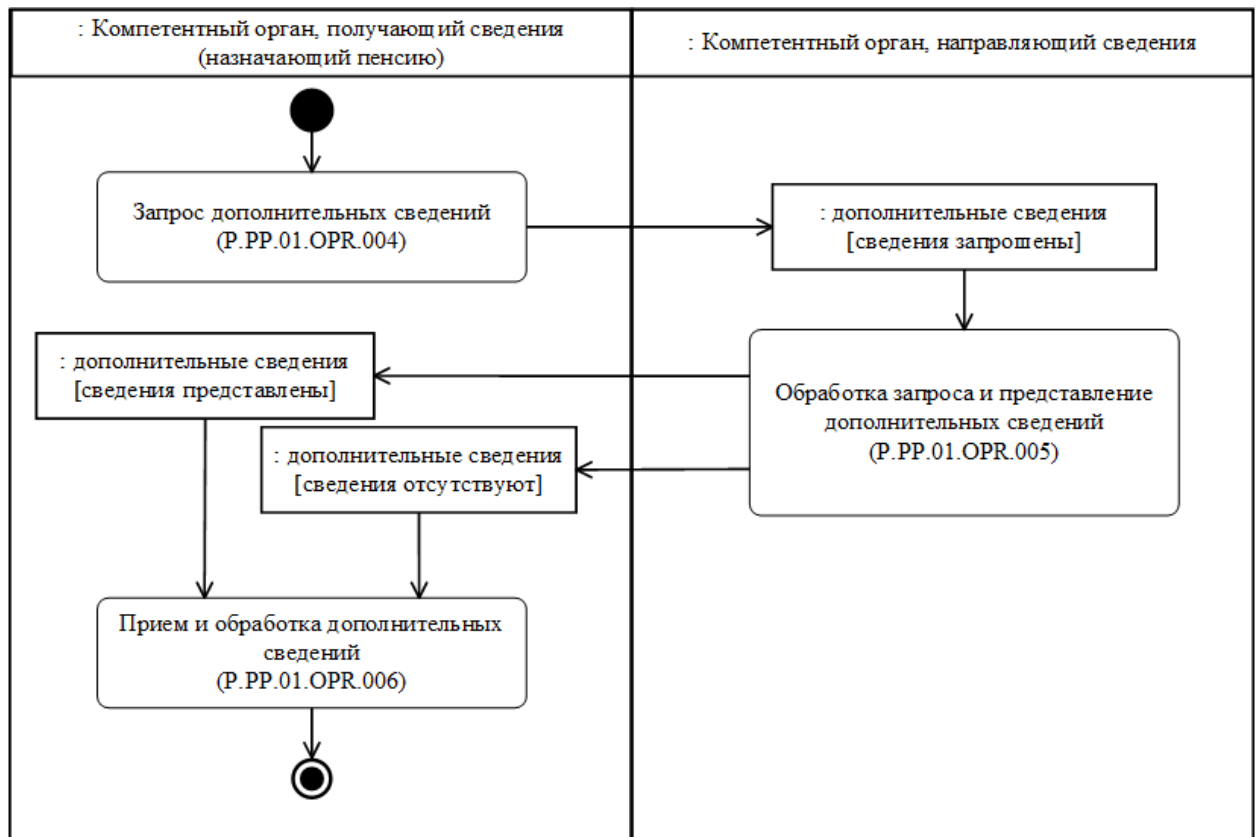 : Компетентный орган, получающий сведения
(назначающий пенсию)
: Компетентный орган, направляющий сведения
Запрос дополнительных сведений
(P.PP.01.OPR.004)
: дополнительные сведения
[сведения запрошены]
: дополнительные сведения
[сведения представлены]
Обработка запроса и представление
дополнительных сведений
(P.PP.01.OPR.005)
: дополнительные сведения
[сведения отсутствуют]
Прием и обработка дополнительных
сведений
(P.PP.01.OPR.006)